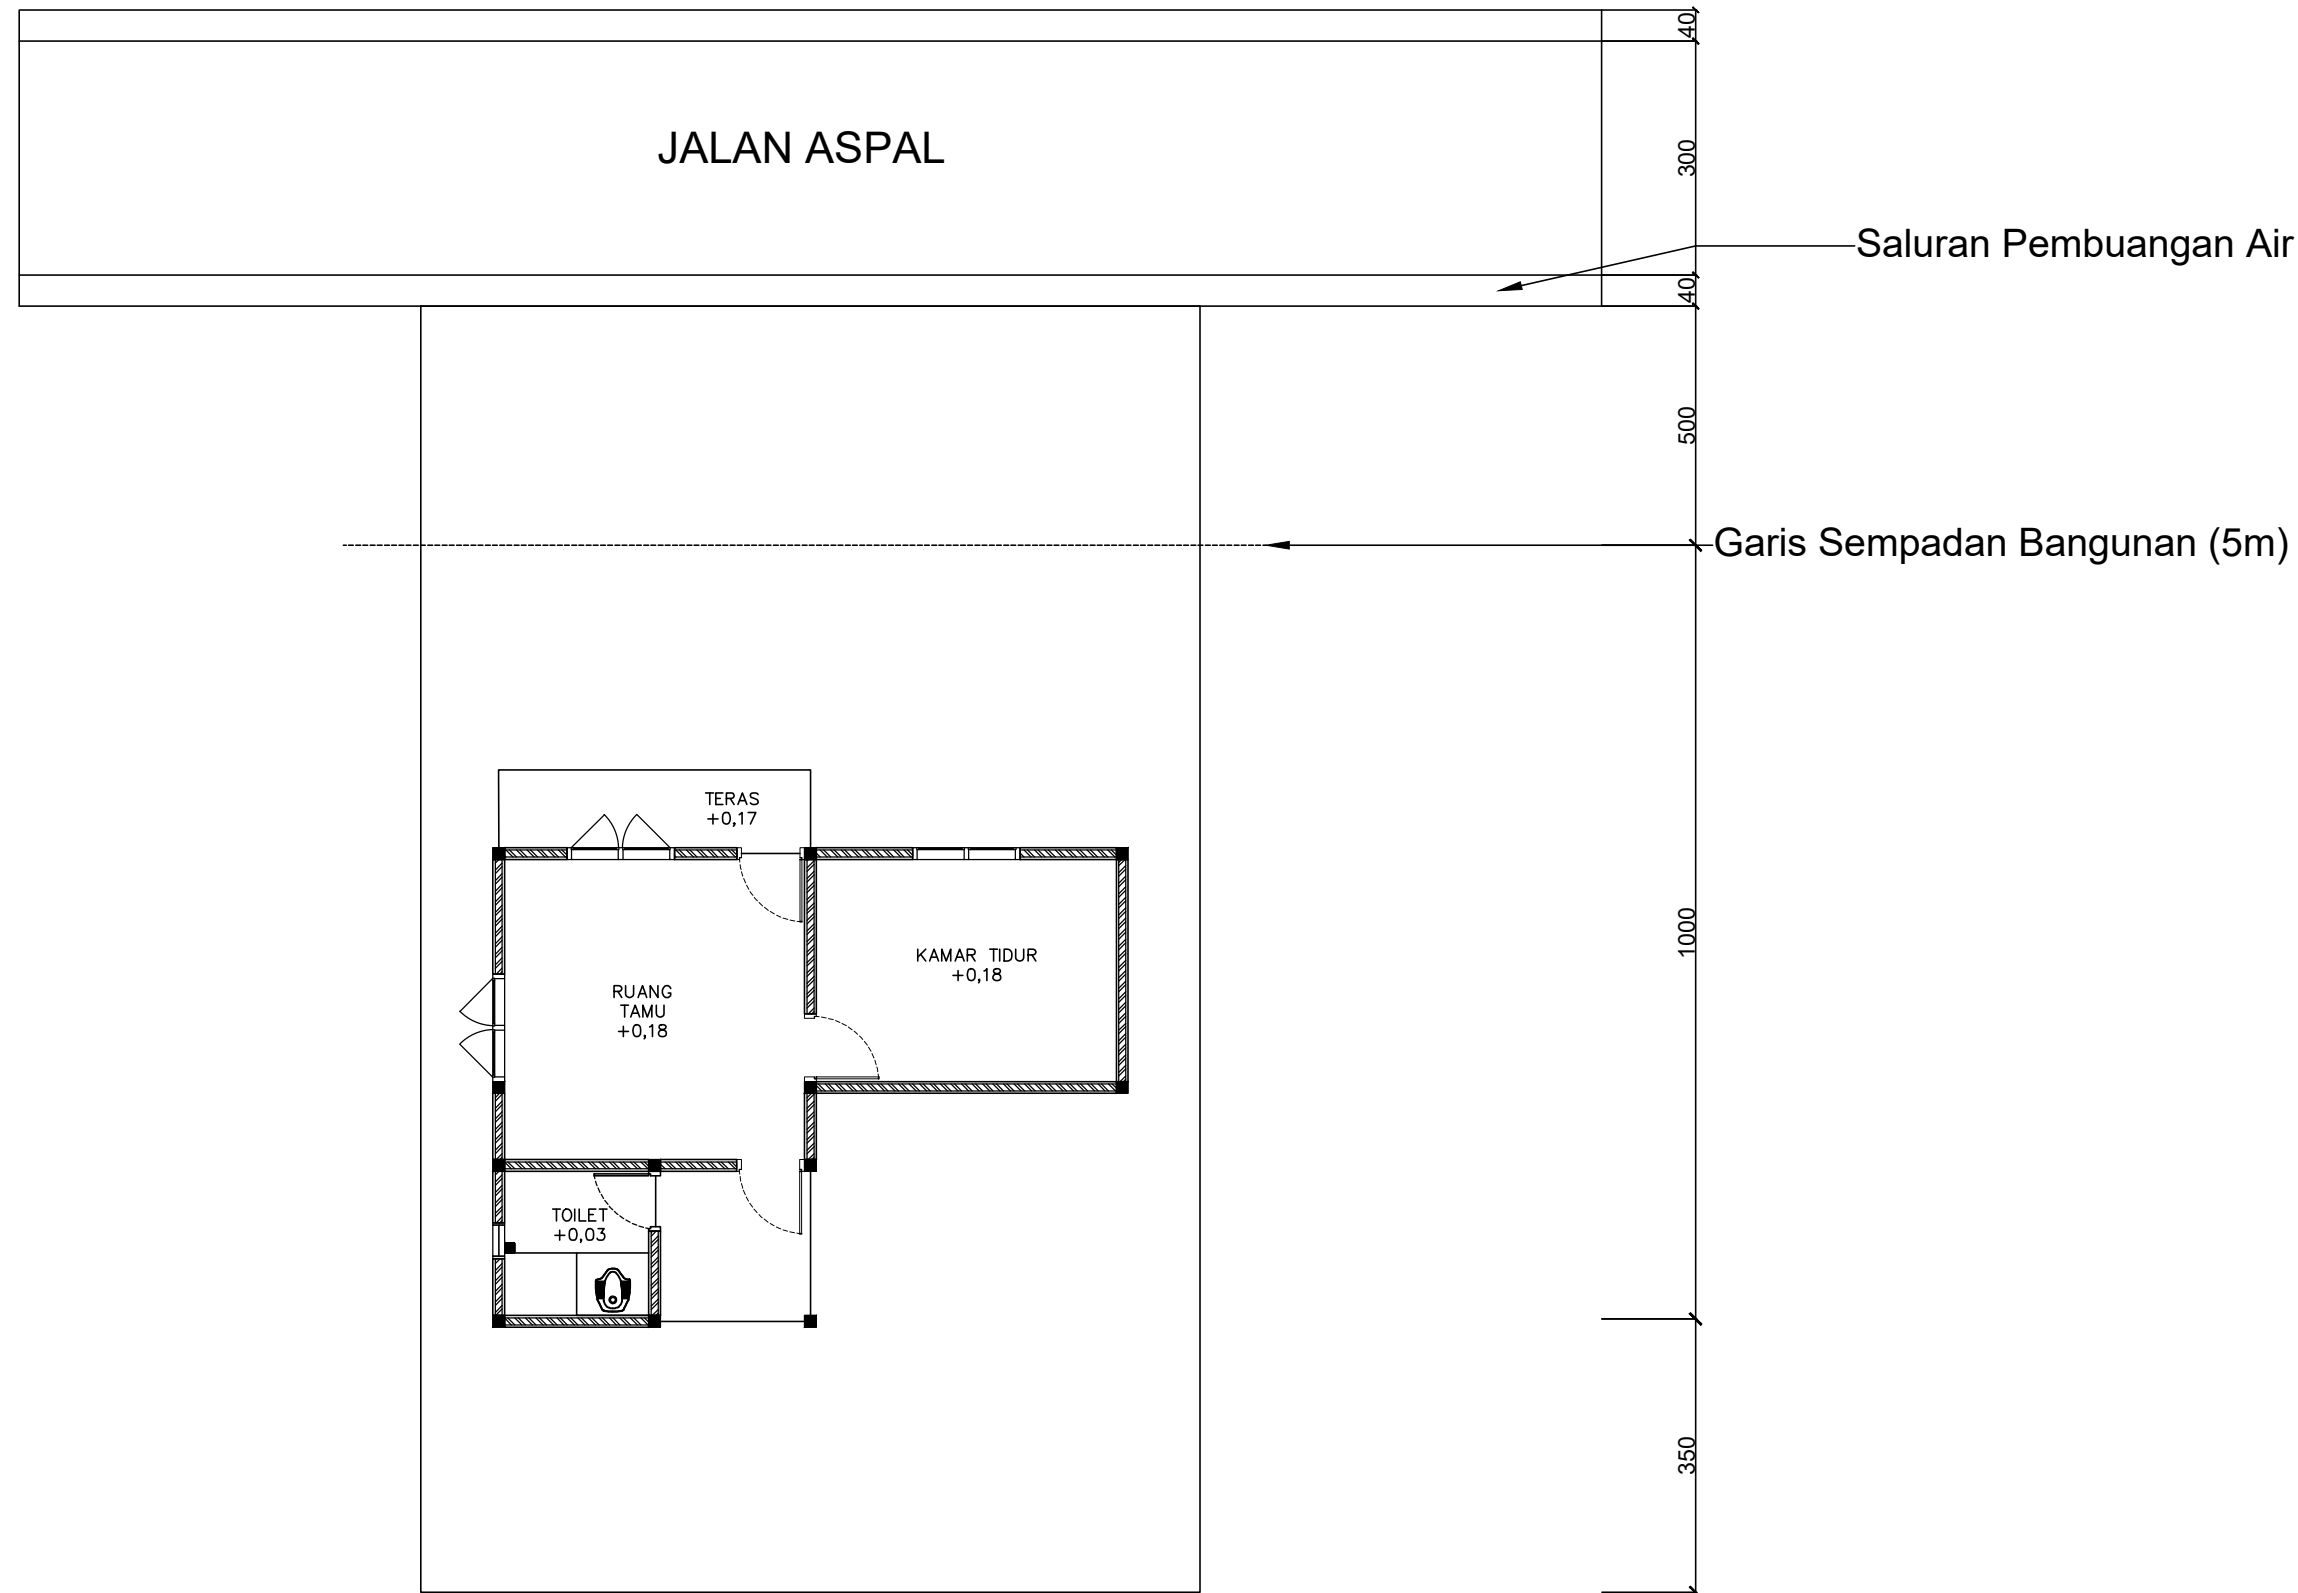 40
JALAN ASPAL
300
Saluran Pembuangan Air
40
500
Garis Sempadan Bangunan (5m)
TERAS
+0,17
1000
KAMAR TIDUR
+0,18
RUANG
TAMU
+0,18
TOILET
+0,03
350